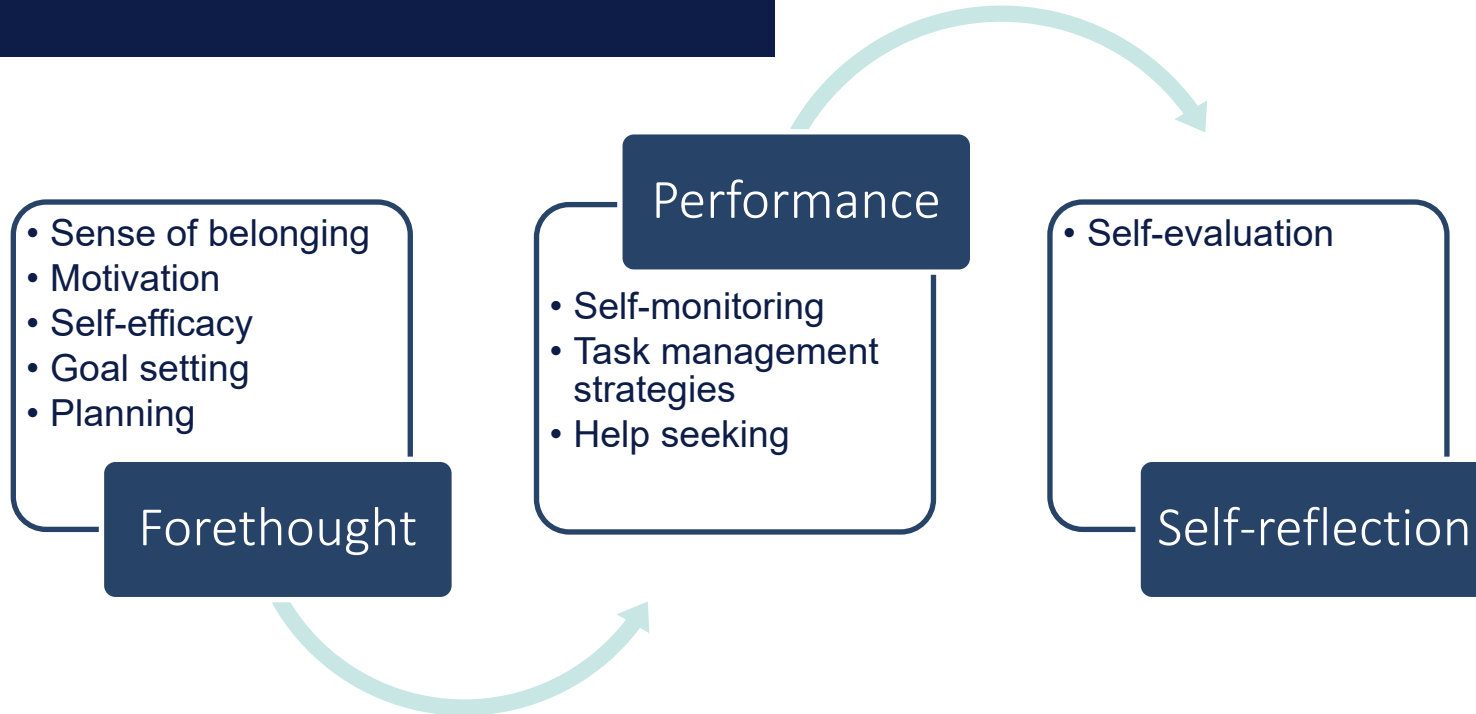 • Sense of belonging
• Motivation
• Self-efficacy
• Goal setting
• Planning
Forethought
Performance
• Self-monitoring
• Task management
strategies
• Help seeking
• Self-evaluation
Self-reflection